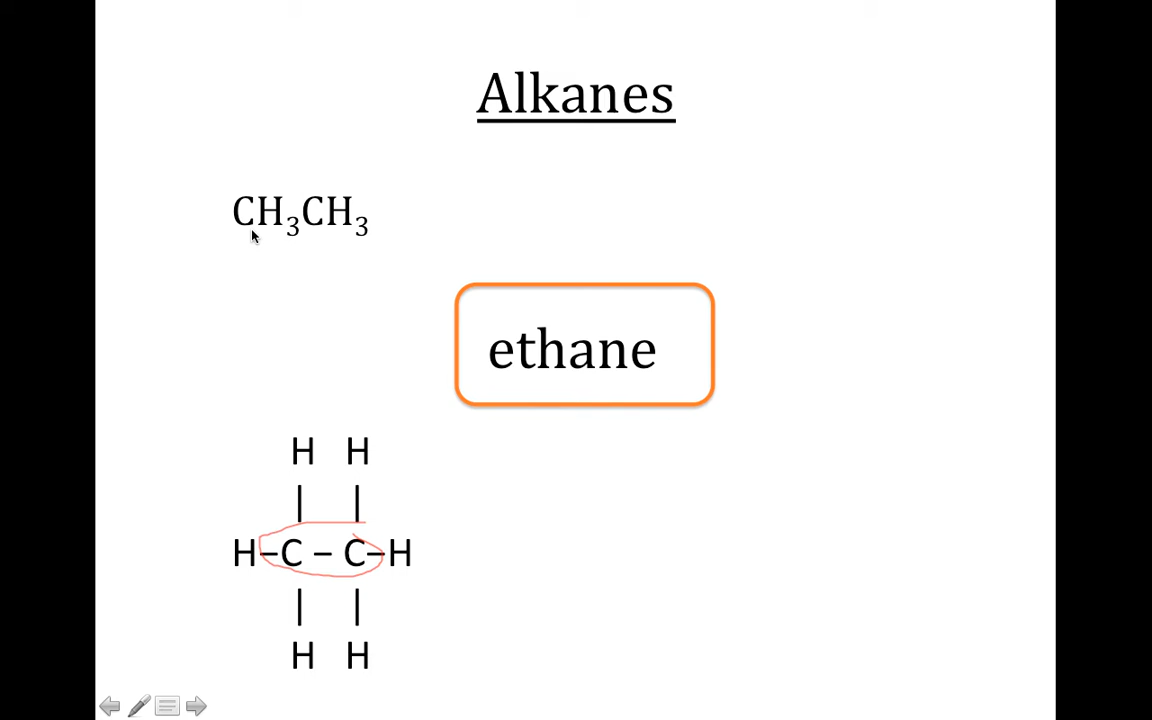 Alkanes
CH₃CH₃
ethane
H H
| |
H–C – C–H
| |
H H